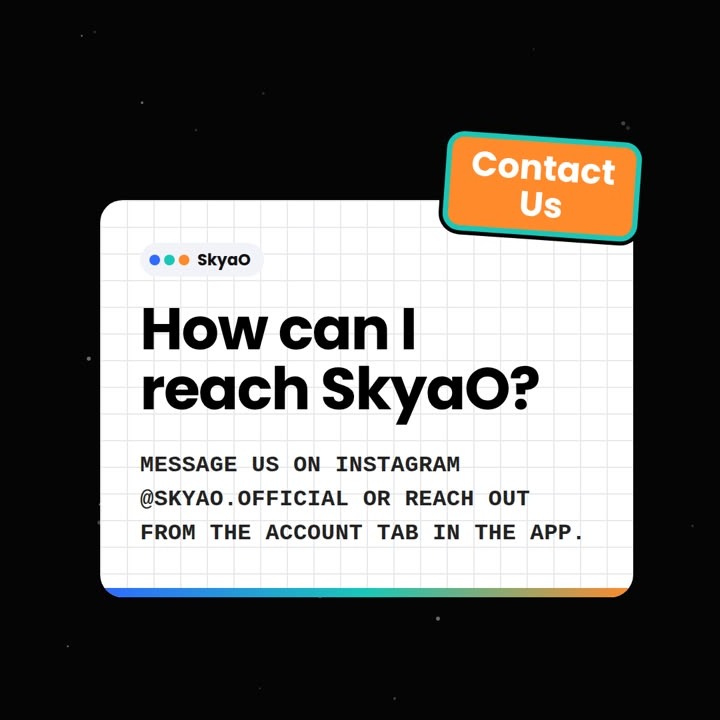 Contact
Us
SkyaO
How can I
reach SkyaO?
MESSAGE US ON INSTAGRAM
@SKYAO.OFFICIAL OR REACH OUT
FROM THE ACCOUNT TAB IN THE APP.